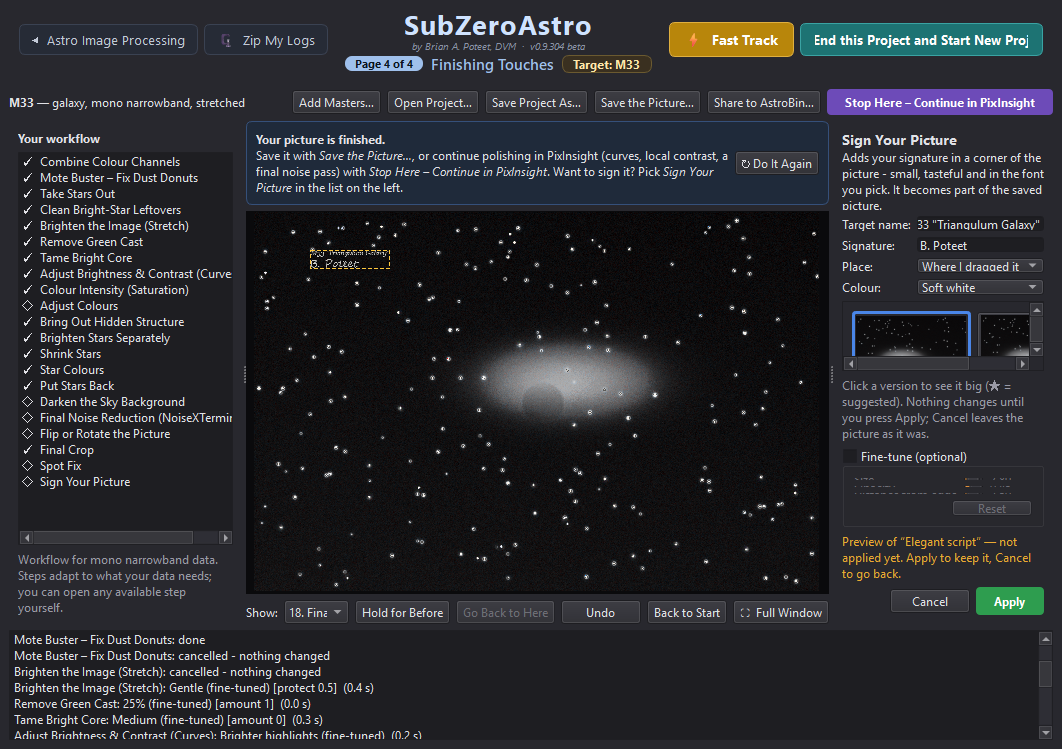 ◄ Astro Image Processing
Zip My Logs
SubZeroAstro
by Brian A. Poteet, DVM · v0.9.304 beta
Page 4 of 4 Finishing Touches Target: M33
Fast Track
End this Project and Start New Proj
M33 — galaxy, mono narrowband, stretched
Add Masters...
Open Project...
Save Project As...
Save the Picture...
Share to AstroBin...
Stop Here – Continue in PixInsight
Your workflow
✓ Combine Colour Channels
✓ Mote Buster – Fix Dust Donuts
✓ Take Stars Out
✓ Clean Bright-Star Leftovers
✓ Brighten the Image (Stretch)
✓ Remove Green Cast
✓ Tame Bright Core
✓ Adjust Brightness & Contrast (Curve
✓ Colour Intensity (Saturation)
◇ Adjust Colours
✓ Bring Out Hidden Structure
✓ Brighten Stars Separately
✓ Shrink Stars
✓ Star Colours
✓ Put Stars Back
◇ Darken the Sky Background
◇ Final Noise Reduction (NoiseXTermin
◇ Flip or Rotate the Picture
✓ Final Crop
◇ Spot Fix
◇ Sign Your Picture
Workflow for mono narrowband data.
Steps adapt to what your data needs;
you can open any available step
yourself.
Your picture is finished.
Save it with Save the Picture..., or continue polishing in PixInsight (curves, local contrast, a
final noise pass) with Stop Here – Continue in PixInsight. Want to sign it? Pick Sign Your
Picture in the list on the left.
↻ Do It Again
B. Poteet
Show: 18. Fina
Hold for Before
Go Back to Here
Undo
Back to Start
Full Window
Sign Your Picture
Adds your signature in a corner of the
picture - small, tasteful and in the font
you pick. It becomes part of the saved
picture.
Target name: 33 "Triangulum Galaxy"
Signature: B. Poteet
Place: Where I dragged it
Colour: Soft white
Click a version to see it big (★ =
suggested). Nothing changes until
you press Apply; Cancel leaves the
picture as it was.
Fine-tune (optional)
Reset
Preview of “Elegant script” — not
applied yet. Apply to keep it, Cancel
to go back.
Cancel
Apply
Mote Buster – Fix Dust Donuts: done
Mote Buster – Fix Dust Donuts: cancelled - nothing changed
Brighten the Image (Stretch): cancelled - nothing changed
Brighten the Image (Stretch): Gentle (fine-tuned) [protect 0.5] (0.4 s)
Remove Green Cast: 25% (fine-tuned) [amount 1] (0.0 s)
Tame Bright Core: Medium (fine-tuned) [amount 0] (0.3 s)
Adjust Brightness & Contrast (Curves): Brighter highlights (fine-tuned) (0.2 s)